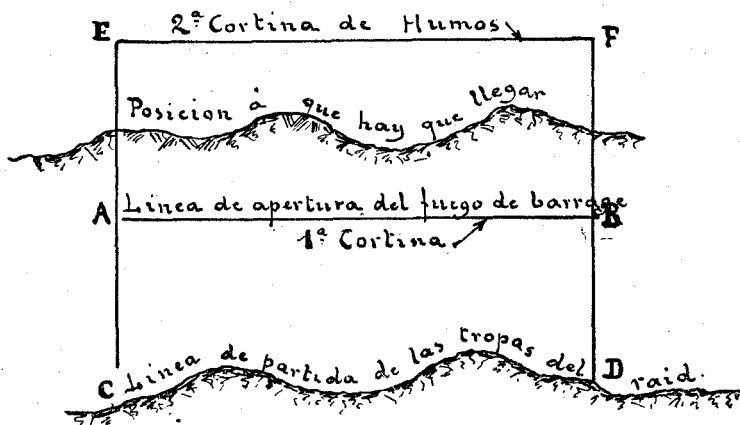 E 2ª Cortina de Humos F
Posicion á que hay que llegar
A Linea de apertura del fuego de barrage B
1ª Cortina
C Linea de partida de las tropas del D raid.